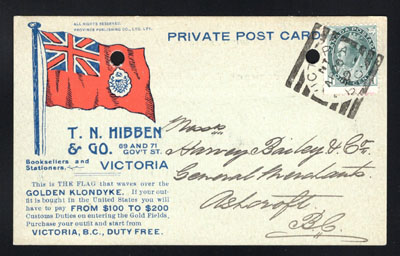 ALL RIGHTS RESERVED.
PROVINCE PUBLISHING CO., LTD. LTY.
PRIVATE POST CARD
T. N. HIBBEN
& CO. 69 AND 71
GOV'T ST.
Booksellers and
Stationers.
VICTORIA
This is THE FLAG that waves over the
GOLDEN KLONDYKE. If your out-
fit is bought in the United States you will
have to pay FROM $100 TO $200
Customs Duties on entering the Gold Fields.
Purchase your outfit and start from
VICTORIA, B.C., DUTY FREE.
Messrs
Harvey Bailey & Co.
General Merchants
Ashcroft
B.C.